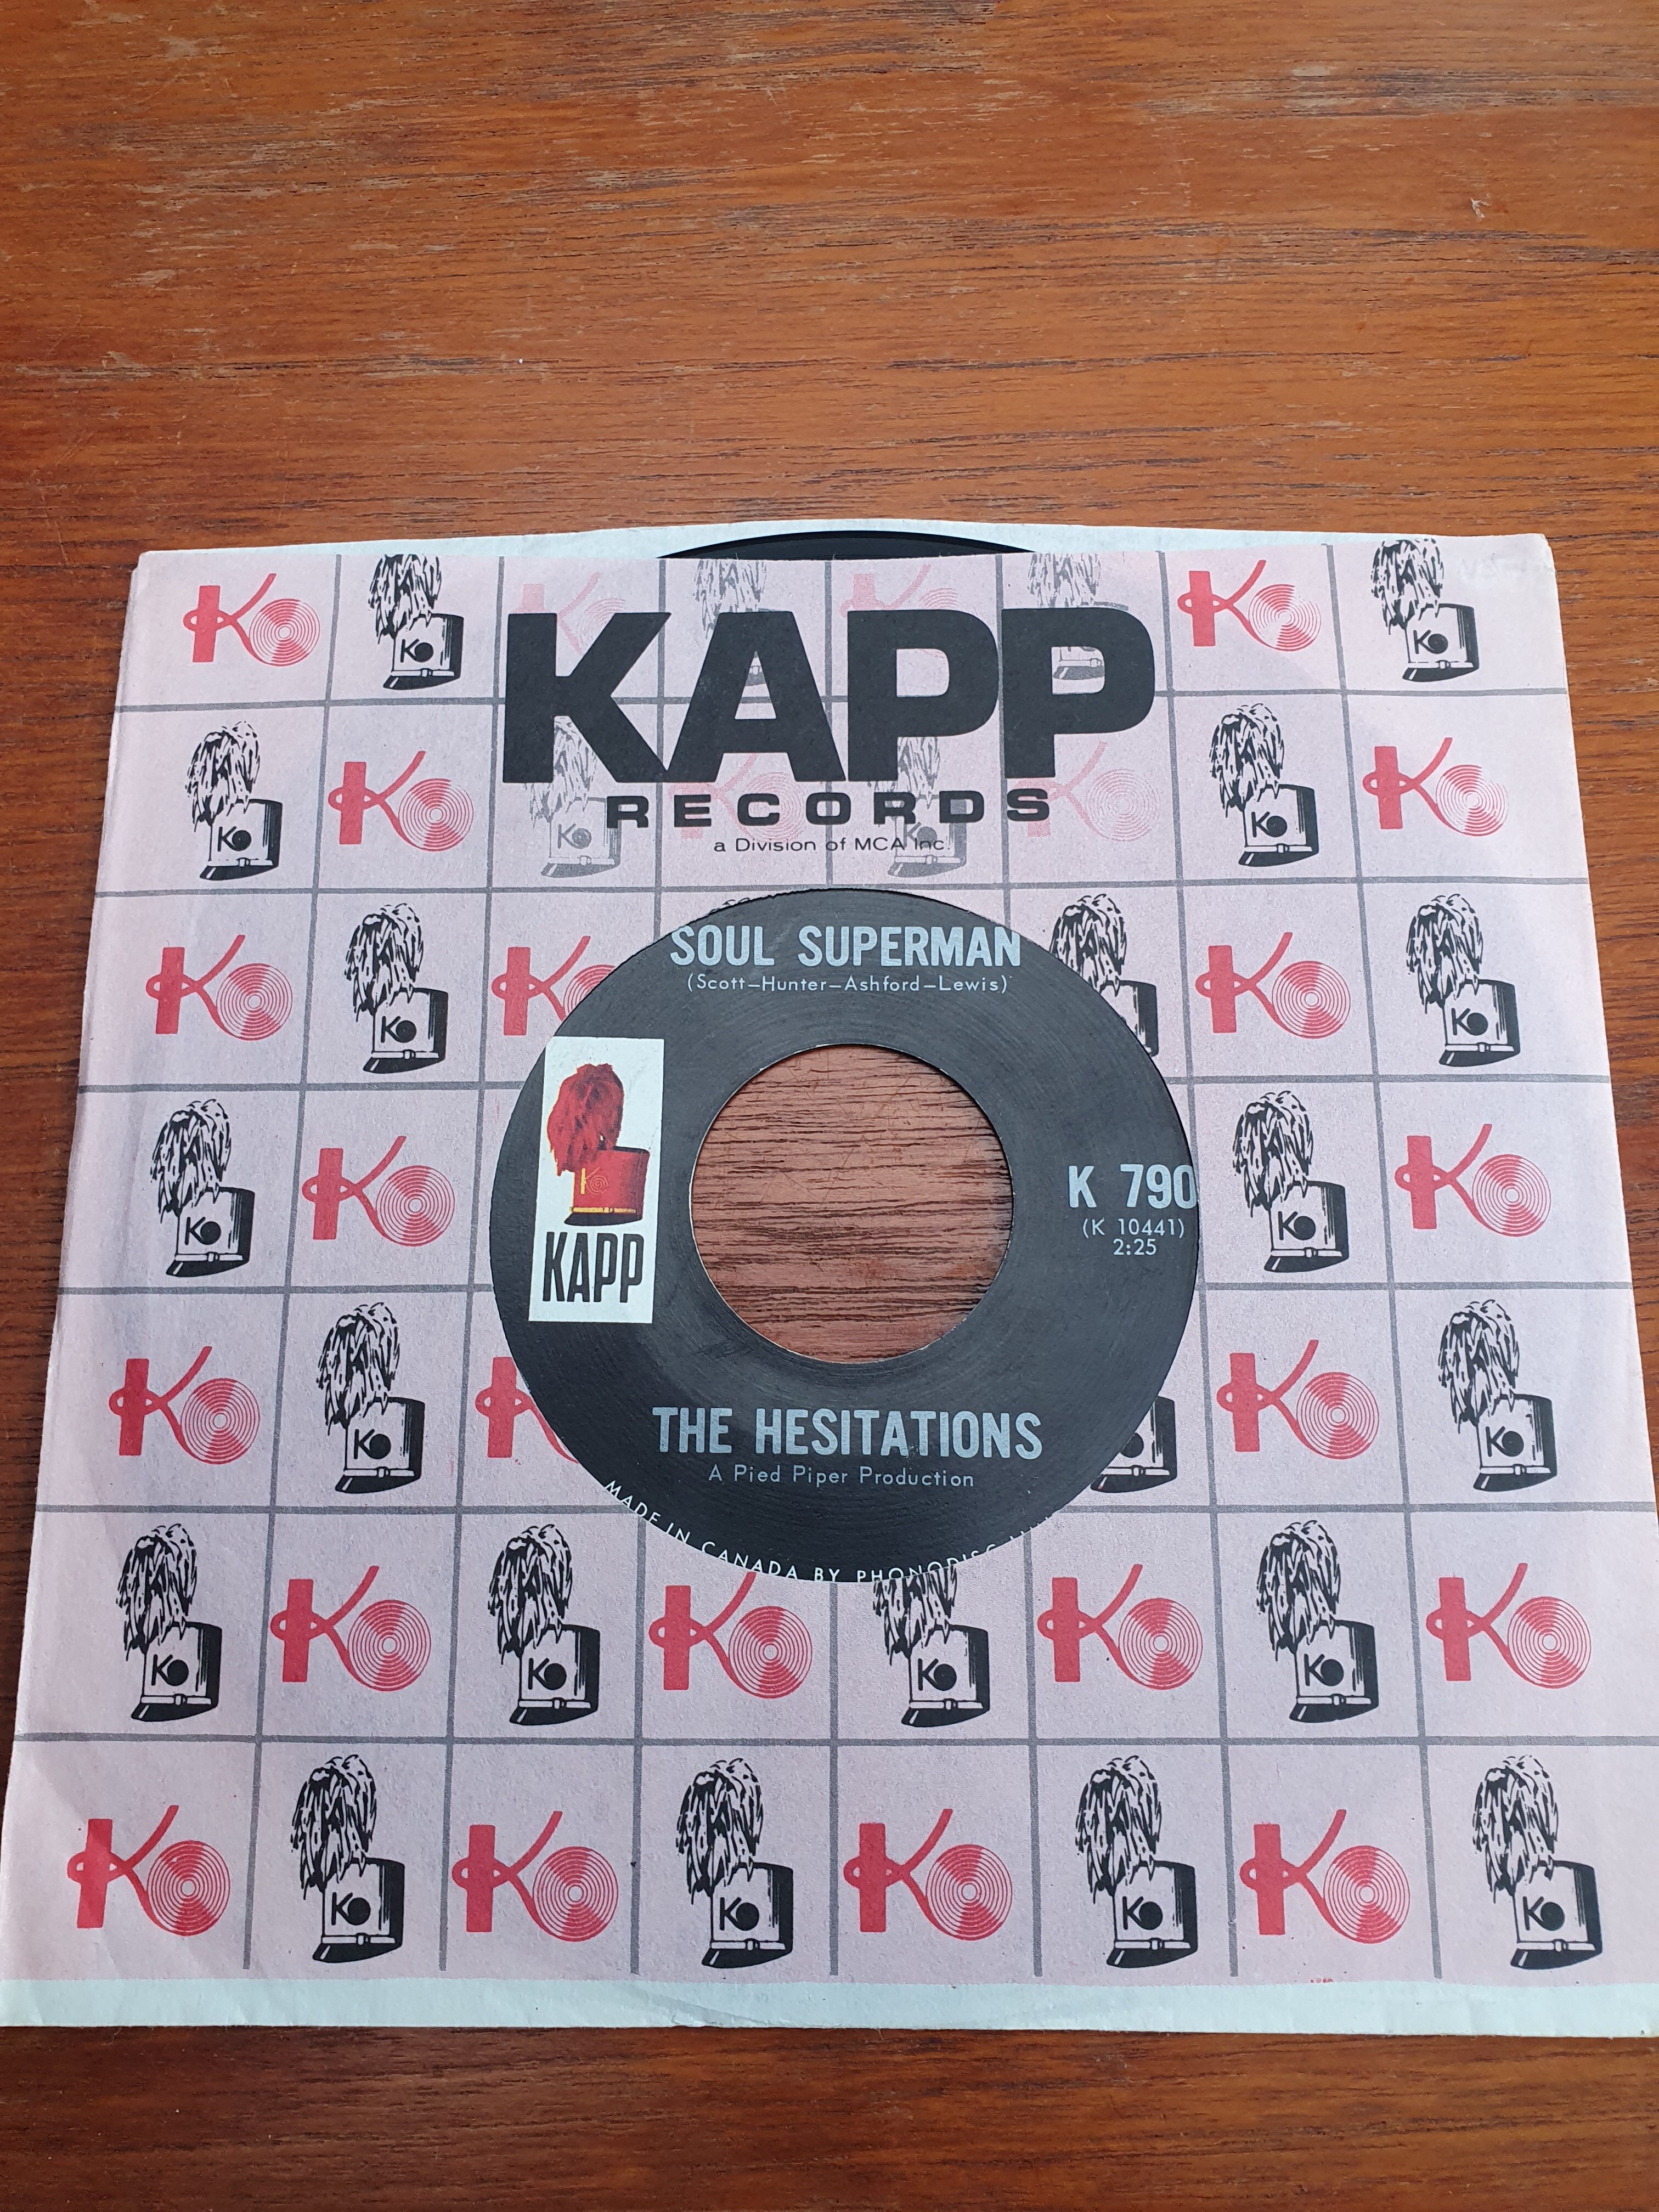 KAPP
RECORDS
a Division of MCA Inc.
SOUL SUPERMAN
(Scott—Hunter—Ashford—Lewis)
KAPP
K 790
(K 10441)
2:25
THE HESITATIONS
A Pied Piper Production
MADE IN CANADA BY PHONODISC